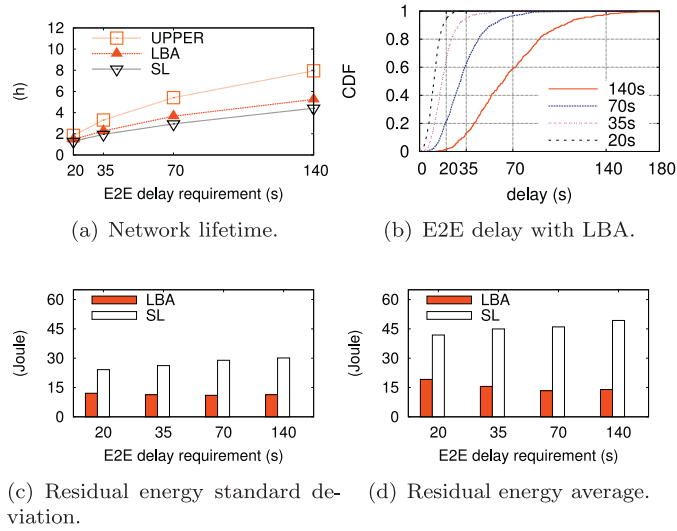 12
10
8
6
4
2
0
(h)
UPPER
LBA
SL
20 35 70 140
E2E delay requirement (s)
(a) Network lifetime.
1
0.8
0.6
0.4
0.2
0
CDF
140s
70s
35s
20s
0 20 35 70 140 180
delay (s)
(b) E2E delay with LBA.
60
45
30
15
0
(Joule)
LBA
SL
20 35 70 140
E2E delay requirement (s)
(c) Residual energy standard de-
viation.
60
45
30
15
0
(Joule)
LBA
SL
20 35 70 140
E2E delay requirement (s)
(d) Residual energy average.